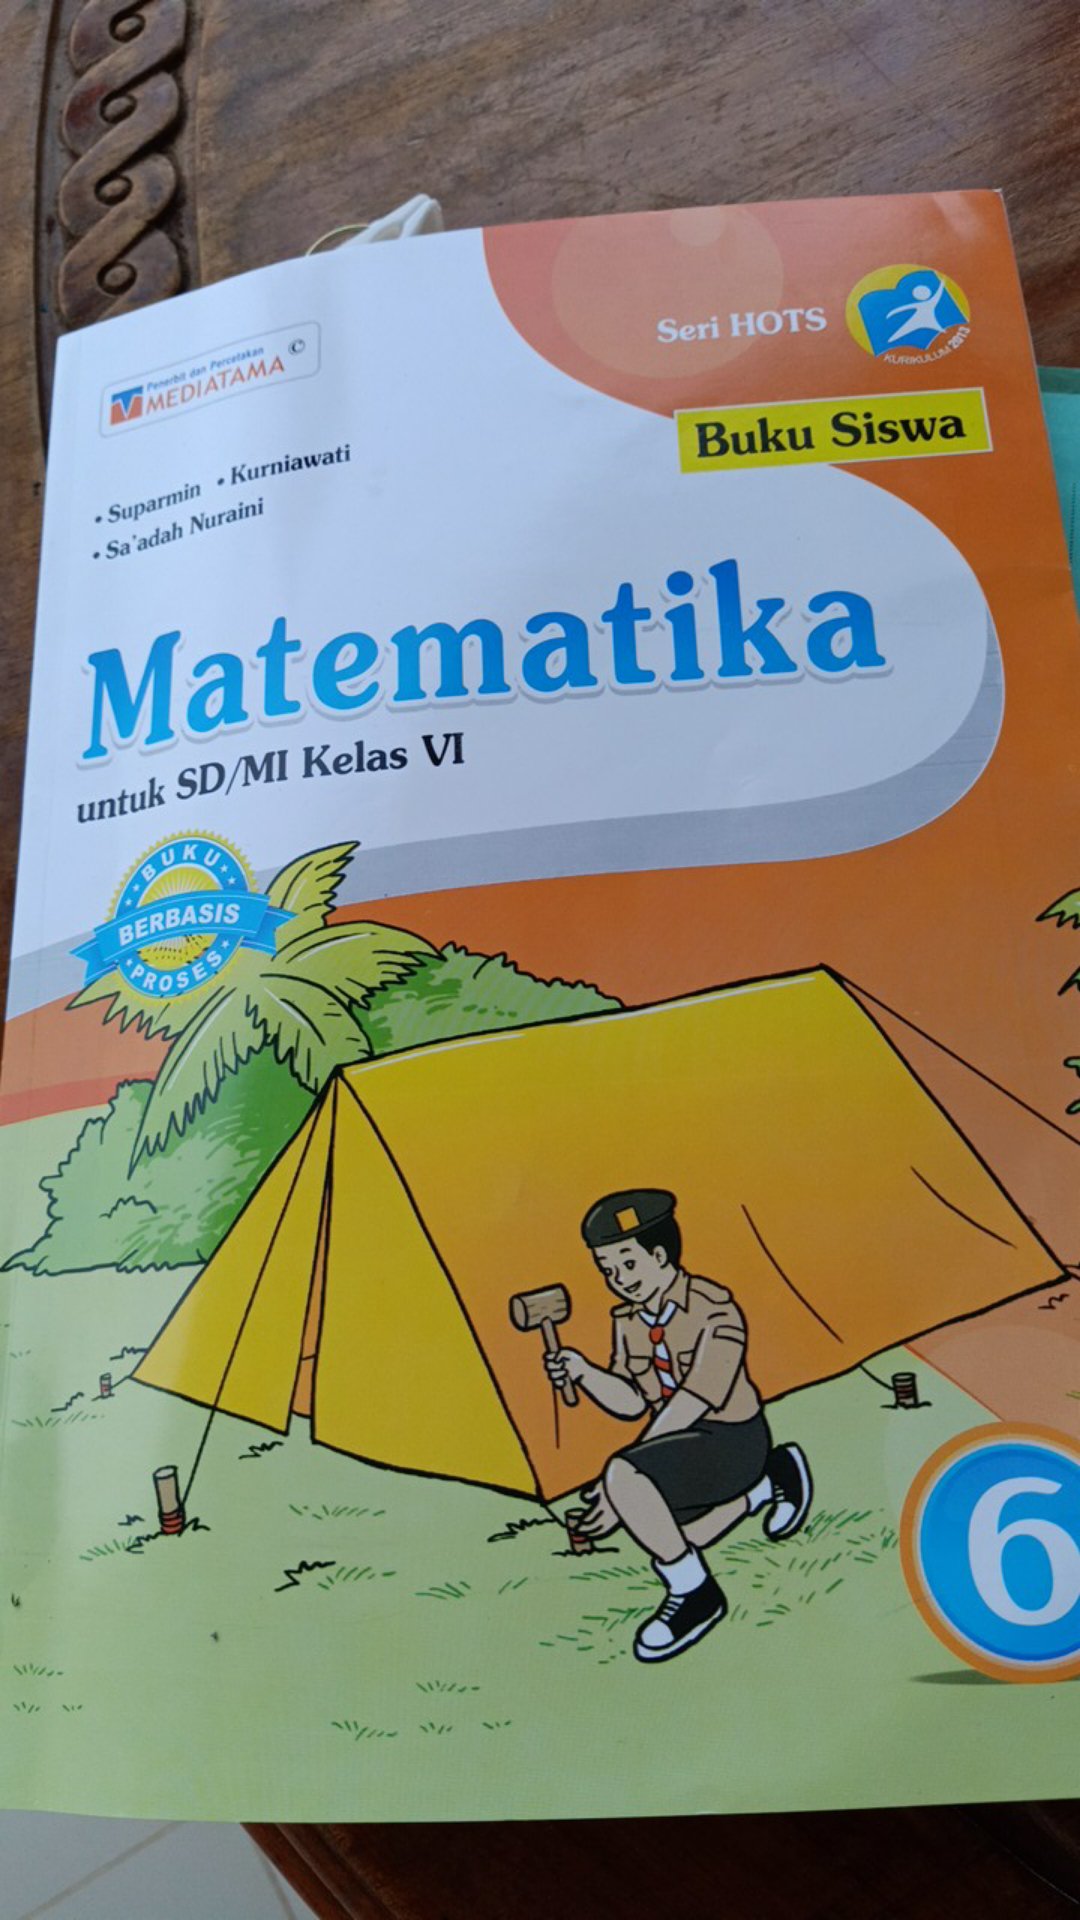 Seri HOTS
KURIKULUM 2013
Penerbit dan Percetakan
MEDIATAMA ©
Buku Siswa
• Suparmin • Kurniawati
• Sa'adah Nuraini
Matematika
untuk SD/MI Kelas VI
BUKU
BERBASIS
PROSES
6